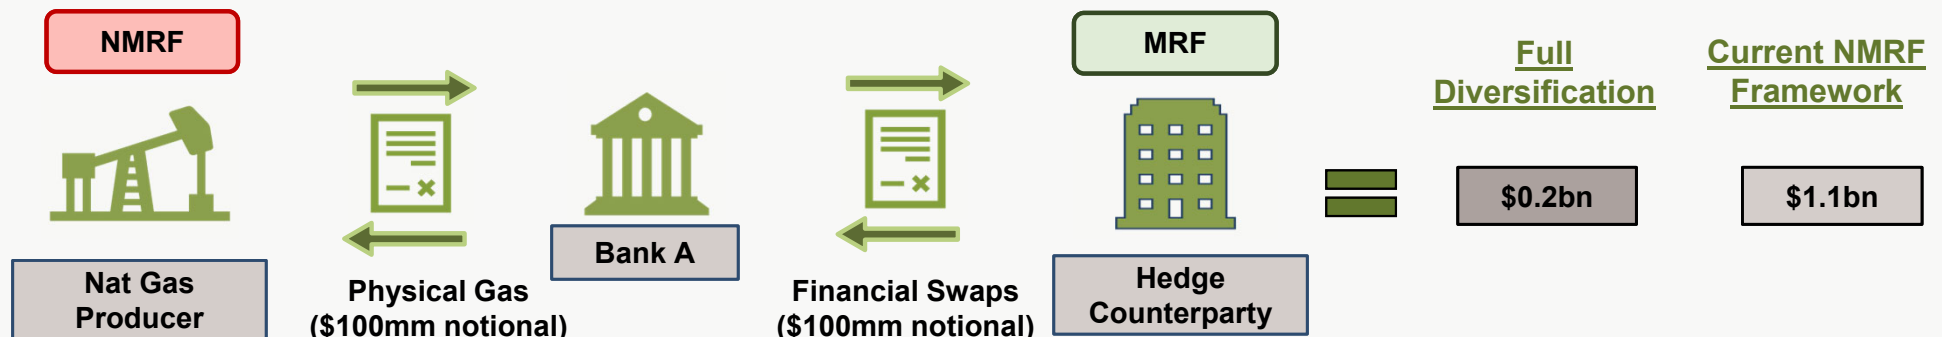 NMRF
MRF
Full
Diversification
Current NMRF
Framework
$0.2bn
$1.1bn
Bank A
Nat Gas
Producer
Physical Gas
($100mm notional)
Financial Swaps
($100mm notional)
Hedge
Counterparty